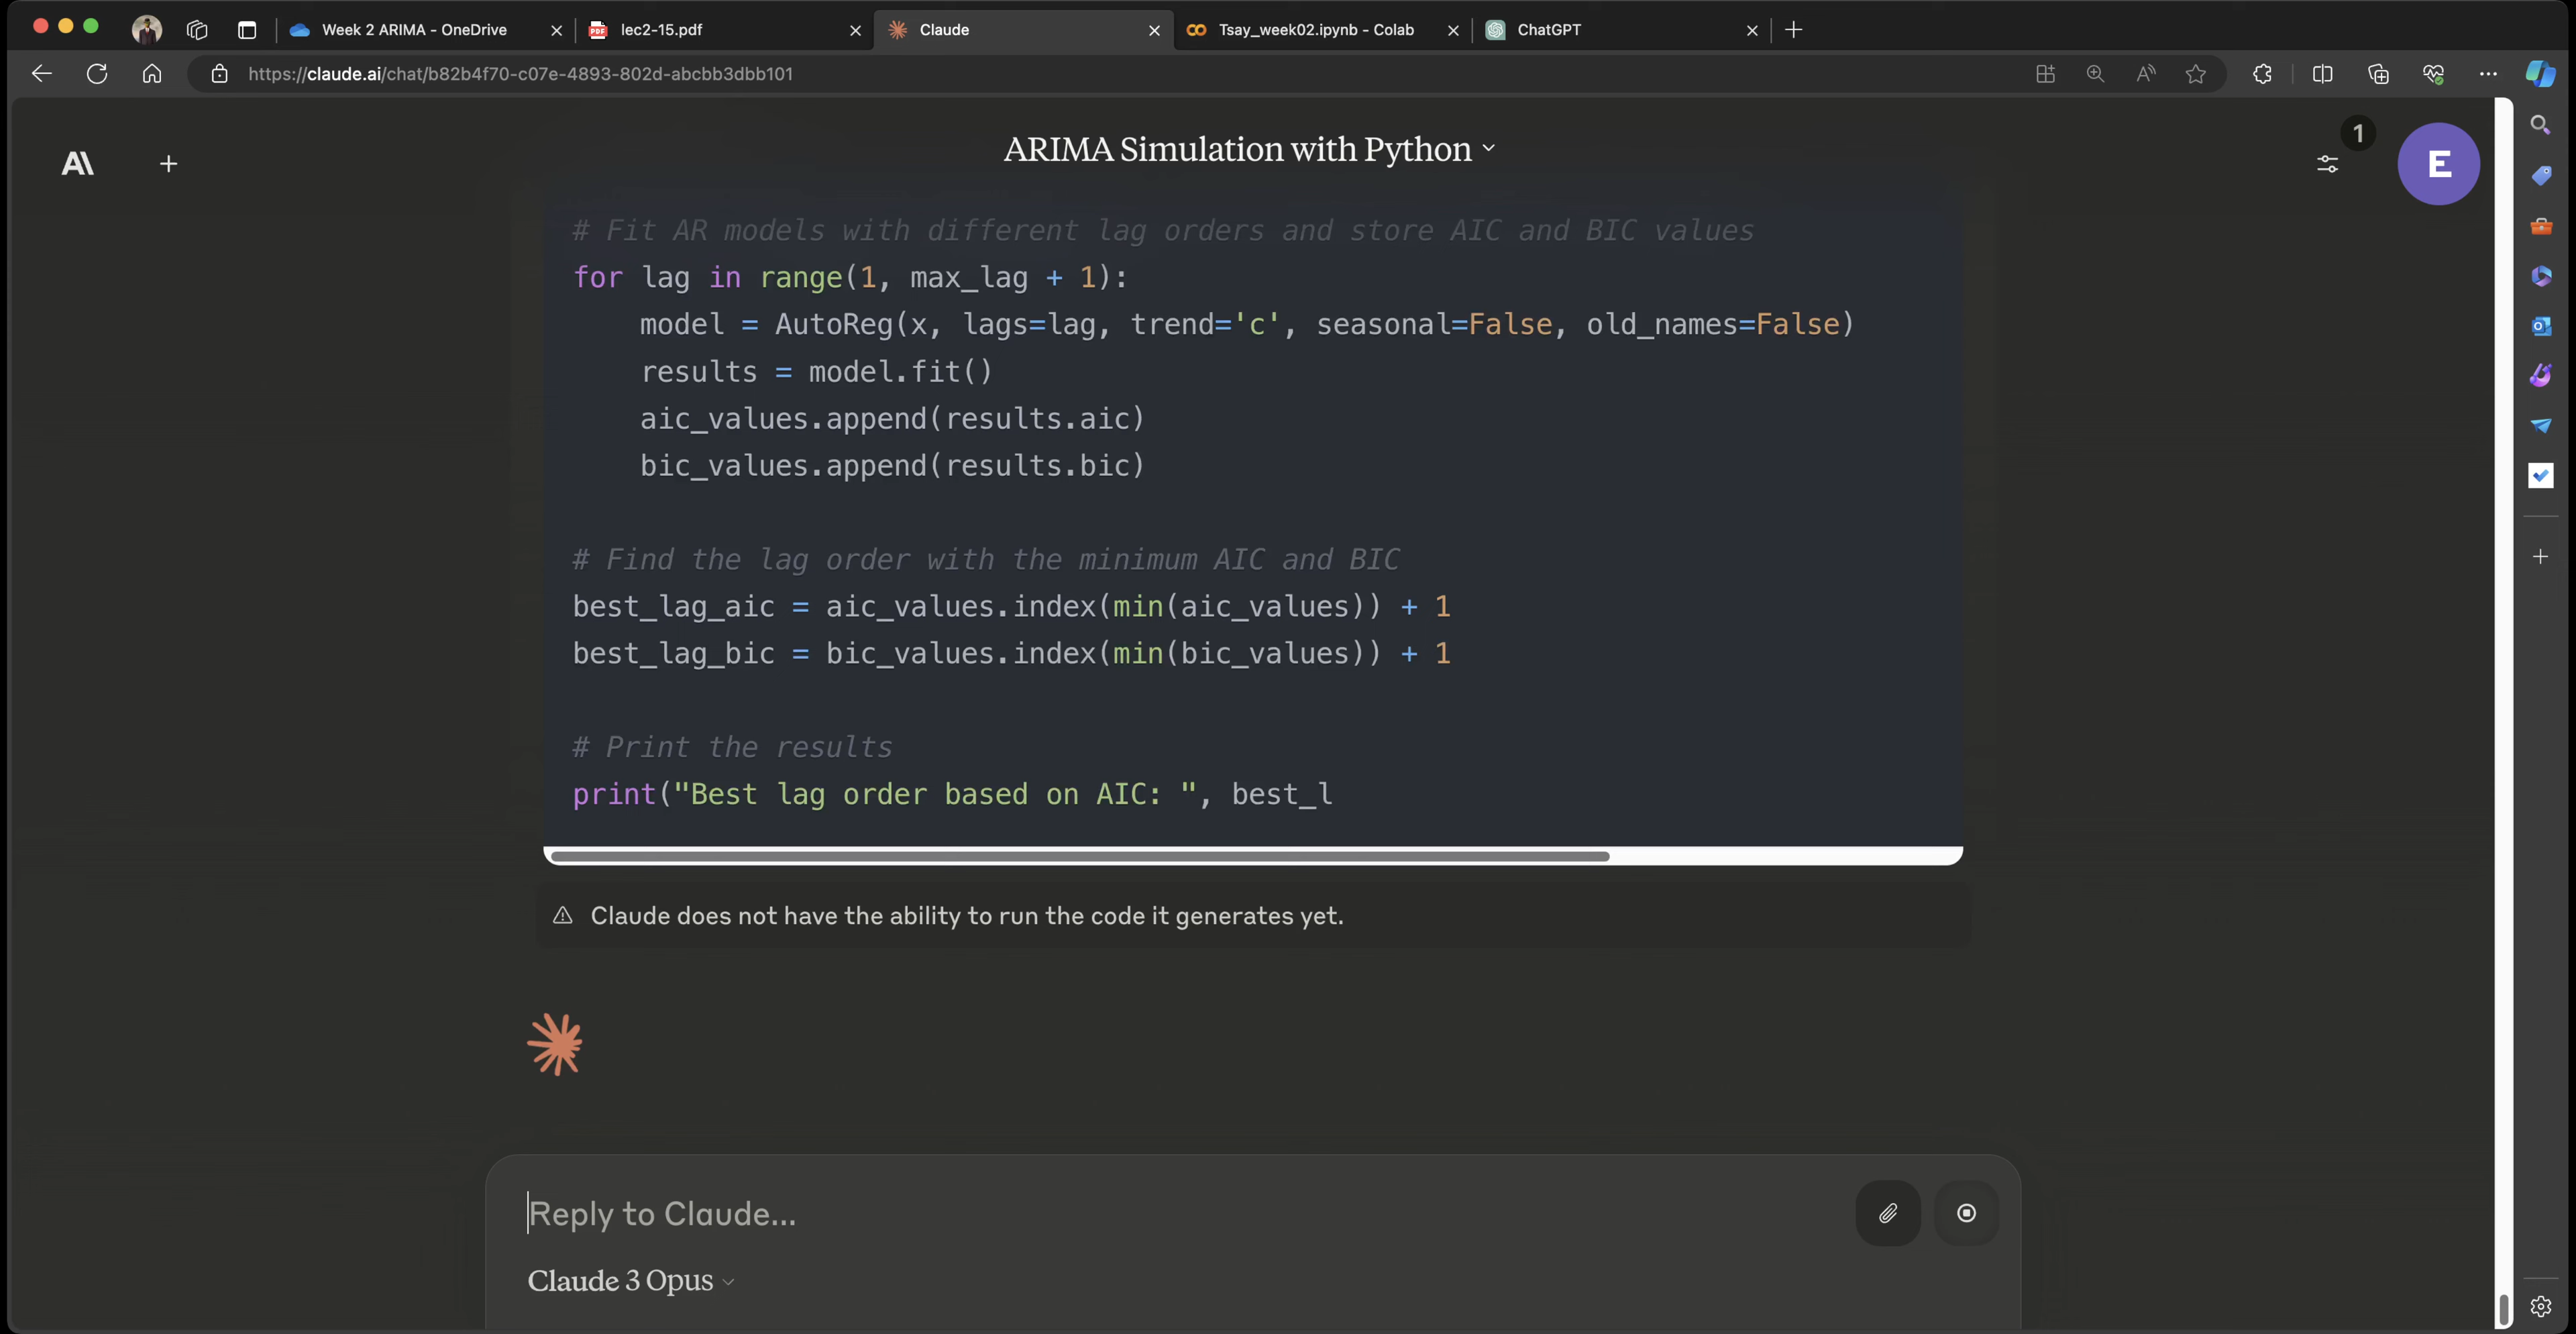 Week 2 ARIMA - OneDrive
lec2-15.pdf
Claude
Tsay_week02.ipynb - Colab
ChatGPT
https://claude.ai/chat/b82b4f70-c07e-4893-802d-abcbb3dbb101
ARIMA Simulation with Python
1
E
# Fit AR models with different lag orders and store AIC and BIC values
for lag in range(1, max_lag + 1):
    model = AutoReg(x, lags=lag, trend='c', seasonal=False, old_names=False)
    results = model.fit()
    aic_values.append(results.aic)
    bic_values.append(results.bic)
# Find the lag order with the minimum AIC and BIC
best_lag_aic = aic_values.index(min(aic_values)) + 1
best_lag_bic = bic_values.index(min(bic_values)) + 1
# Print the results
print("Best lag order based on AIC: ", best_l
Claude does not have the ability to run the code it generates yet.
Reply to Claude...
Claude 3 Opus